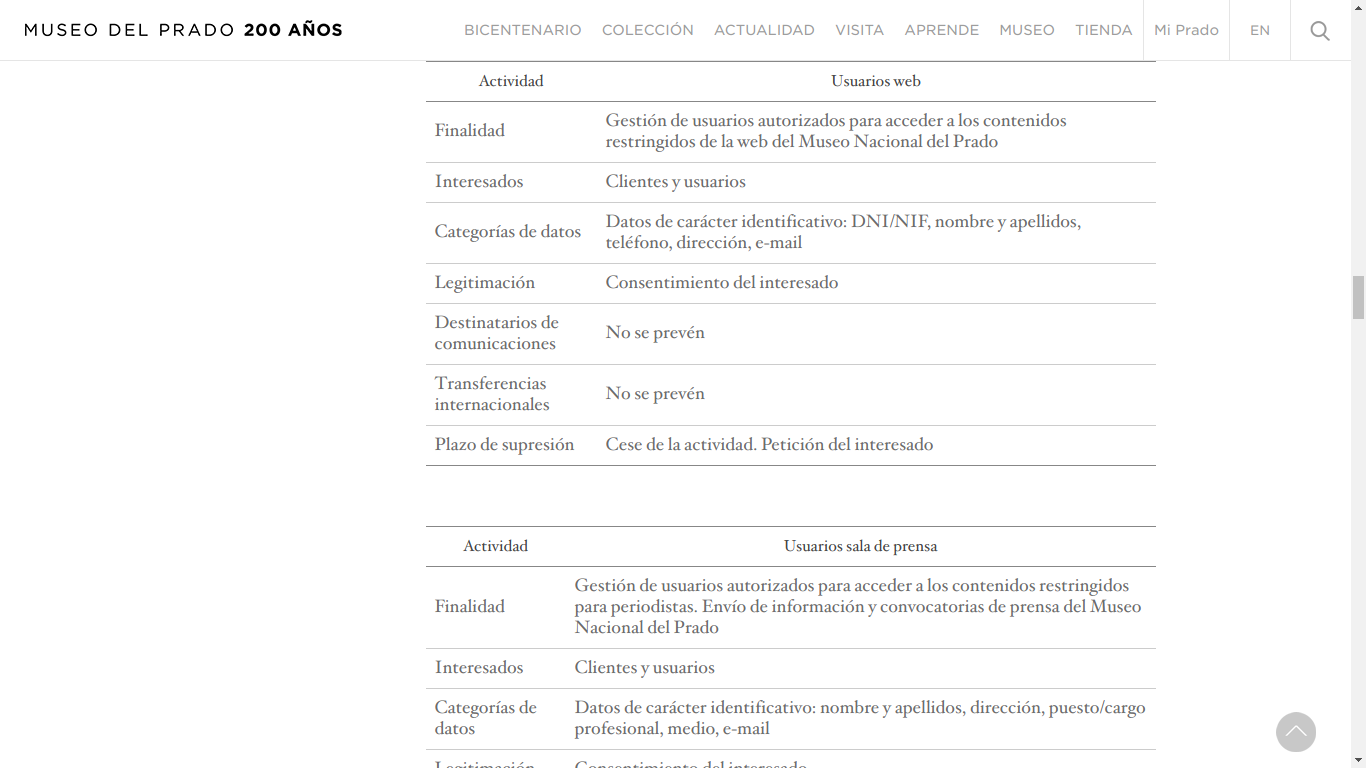 MUSEO DEL PRADO 200 AÑOS
BICENTENARIO COLECCIÓN ACTUALIDAD VISITA APRENDE MUSEO TIENDA Mi Prado EN
Actividad Usuarios web
Finalidad Gestión de usuarios autorizados para acceder a los contenidos
restringidos de la web del Museo Nacional del Prado
Interesados Clientes y usuarios
Categorías de datos Datos de carácter identificativo: DNI/NIF, nombre y apellidos,
teléfono, dirección, e-mail
Legitimación Consentimiento del interesado
Destinatarios de
comunicaciones No se prevén
Transferencias
internacionales No se prevén
Plazo de supresión Cese de la actividad. Petición del interesado
Actividad Usuarios sala de prensa
Finalidad Gestión de usuarios autorizados para acceder a los contenidos restringidos
para periodistas. Envío de información y convocatorias de prensa del Museo
Nacional del Prado
Interesados Clientes y usuarios
Categorías de Datos de carácter identificativo: nombre y apellidos, dirección, puesto/cargo
datos profesional, medio, e-mail
Legitimación Consentimiento del interesado